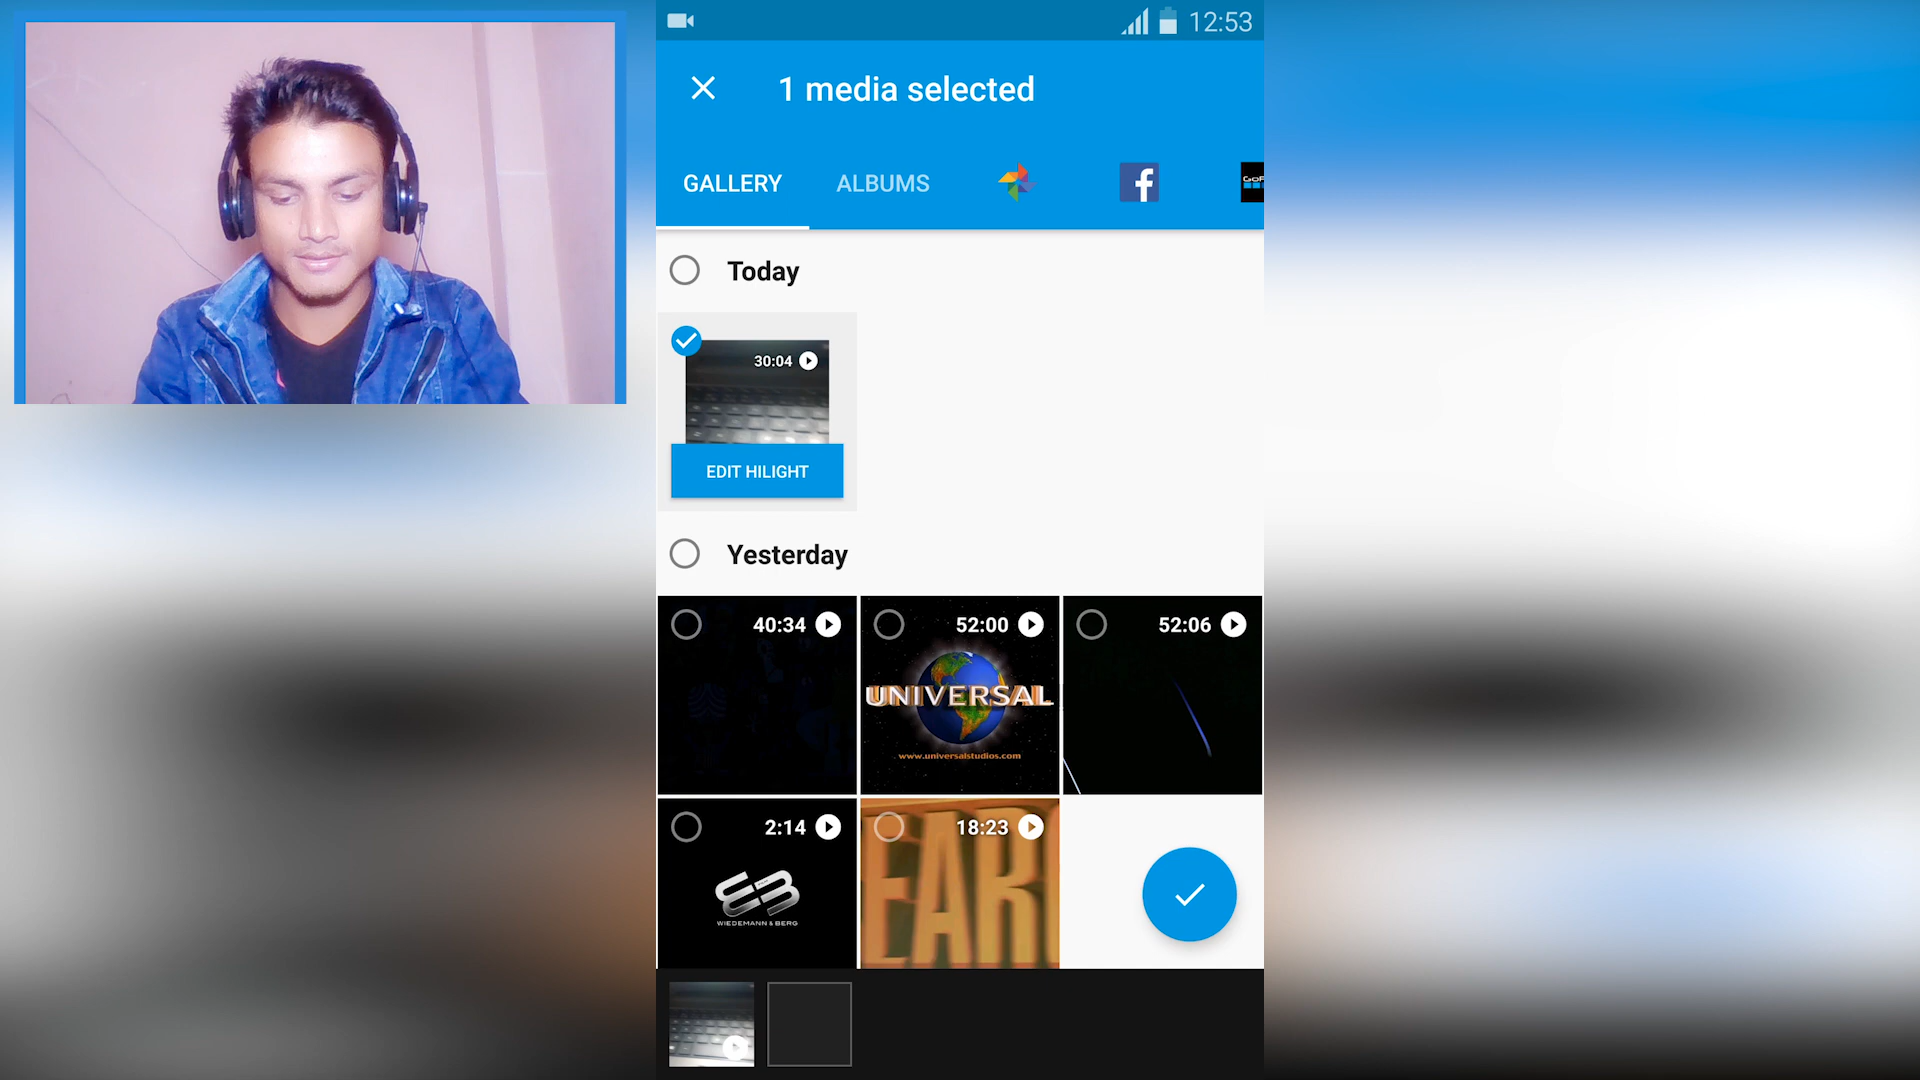 12:53
1 media selected
GALLERY
ALBUMS
Today
30:04
EDIT HILIGHT
Yesterday
40:34
52:00
52:06
UNIVERSAL
www.universalstudios.com
2:14
18:23
WIEDEMANN & BERG
EAR